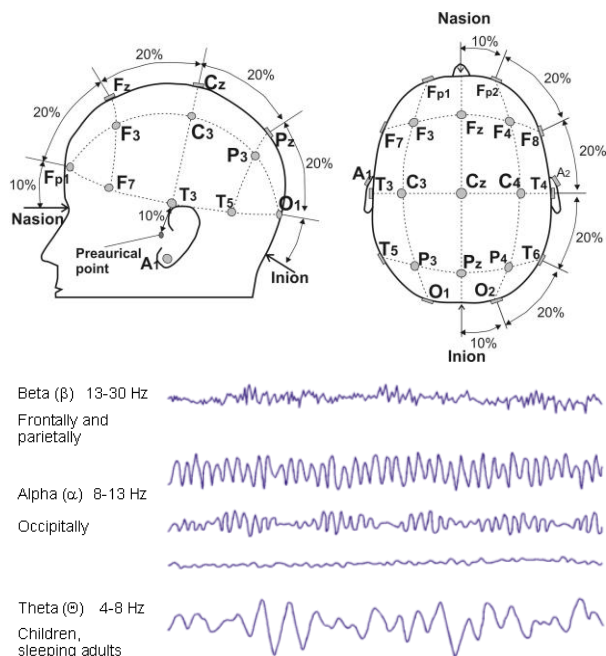 20%
20%
Fz
Cz
20%
F3
C3
Pz
P3
20%
Fp1
10%
F7
T3
T5
O1
Nasion
10%
Preaurical
point
A1
Inion
Nasion
10%
Fp1
Fp2
20%
F7
F3
Fz
F4
F8
20%
A1
T3
C3
Cz
C4
T4
A2
20%
T5
P3
Pz
P4
T6
O1
O2
20%
10%
Inion
Beta (β) 13-30 Hz
Frontally and
parietally
Alpha (α) 8-13 Hz
Occipitally
Theta (Θ) 4-8 Hz
Children,
sleeping adults